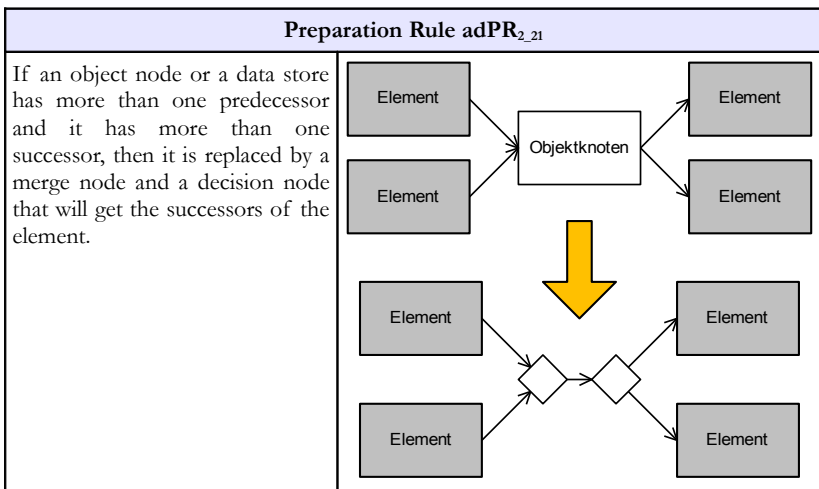 Preparation Rule adPR2_21
If an object node or a data store
has more than one predecessor
and it has more than one
successor, then it is replaced by a
merge node and a decision node
that will get the successors of the
element.
Element
Element
Objektknoten
Element
Element
Element
Element
Element
Element